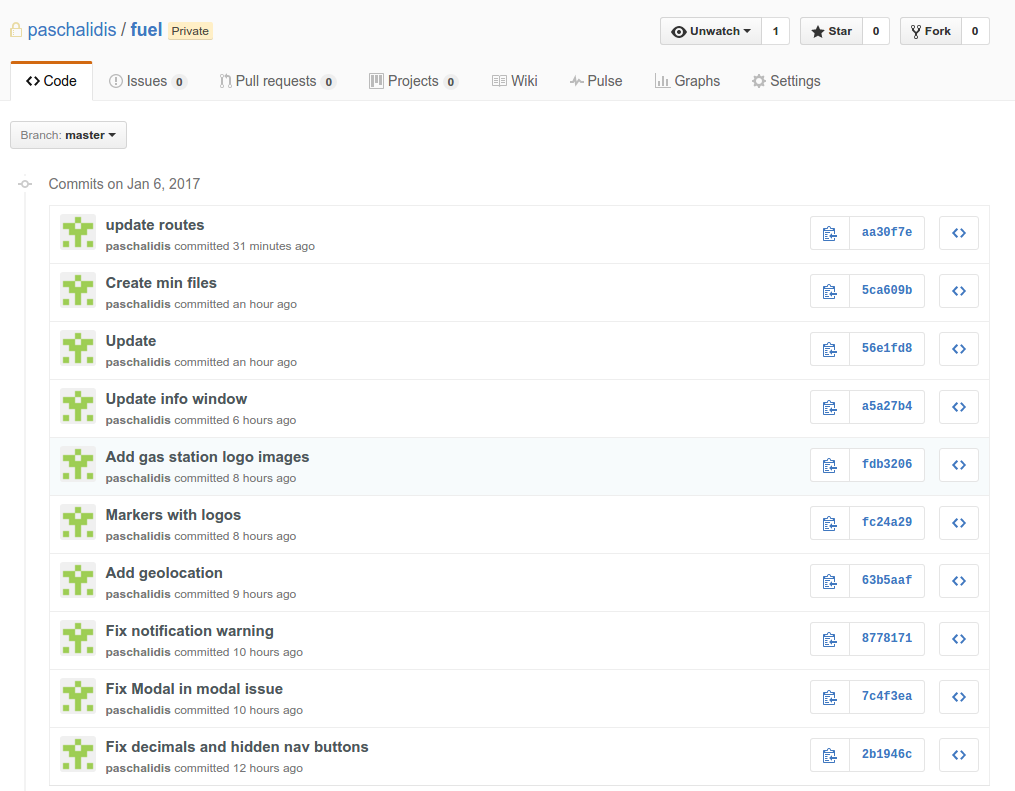 paschalidis / fuel Private Unwatch 1 Star 0 Fork 0
Code Issues 0 Pull requests 0 Projects 0 Wiki Pulse Graphs Settings
Branch: master
Commits on Jan 6, 2017
update routes
paschalidis committed 31 minutes ago
aa30f7e
Create min files
paschalidis committed an hour ago
5ca609b
Update
paschalidis committed an hour ago
56e1fd8
Update info window
paschalidis committed 6 hours ago
a5a27b4
Add gas station logo images
paschalidis committed 8 hours ago
fdb3206
Markers with logos
paschalidis committed 8 hours ago
fc24a29
Add geolocation
paschalidis committed 9 hours ago
63b5aaf
Fix notification warning
paschalidis committed 10 hours ago
8778171
Fix Modal in modal issue
paschalidis committed 10 hours ago
7c4f3ea
Fix decimals and hidden nav buttons
paschalidis committed 12 hours ago
2b1946c